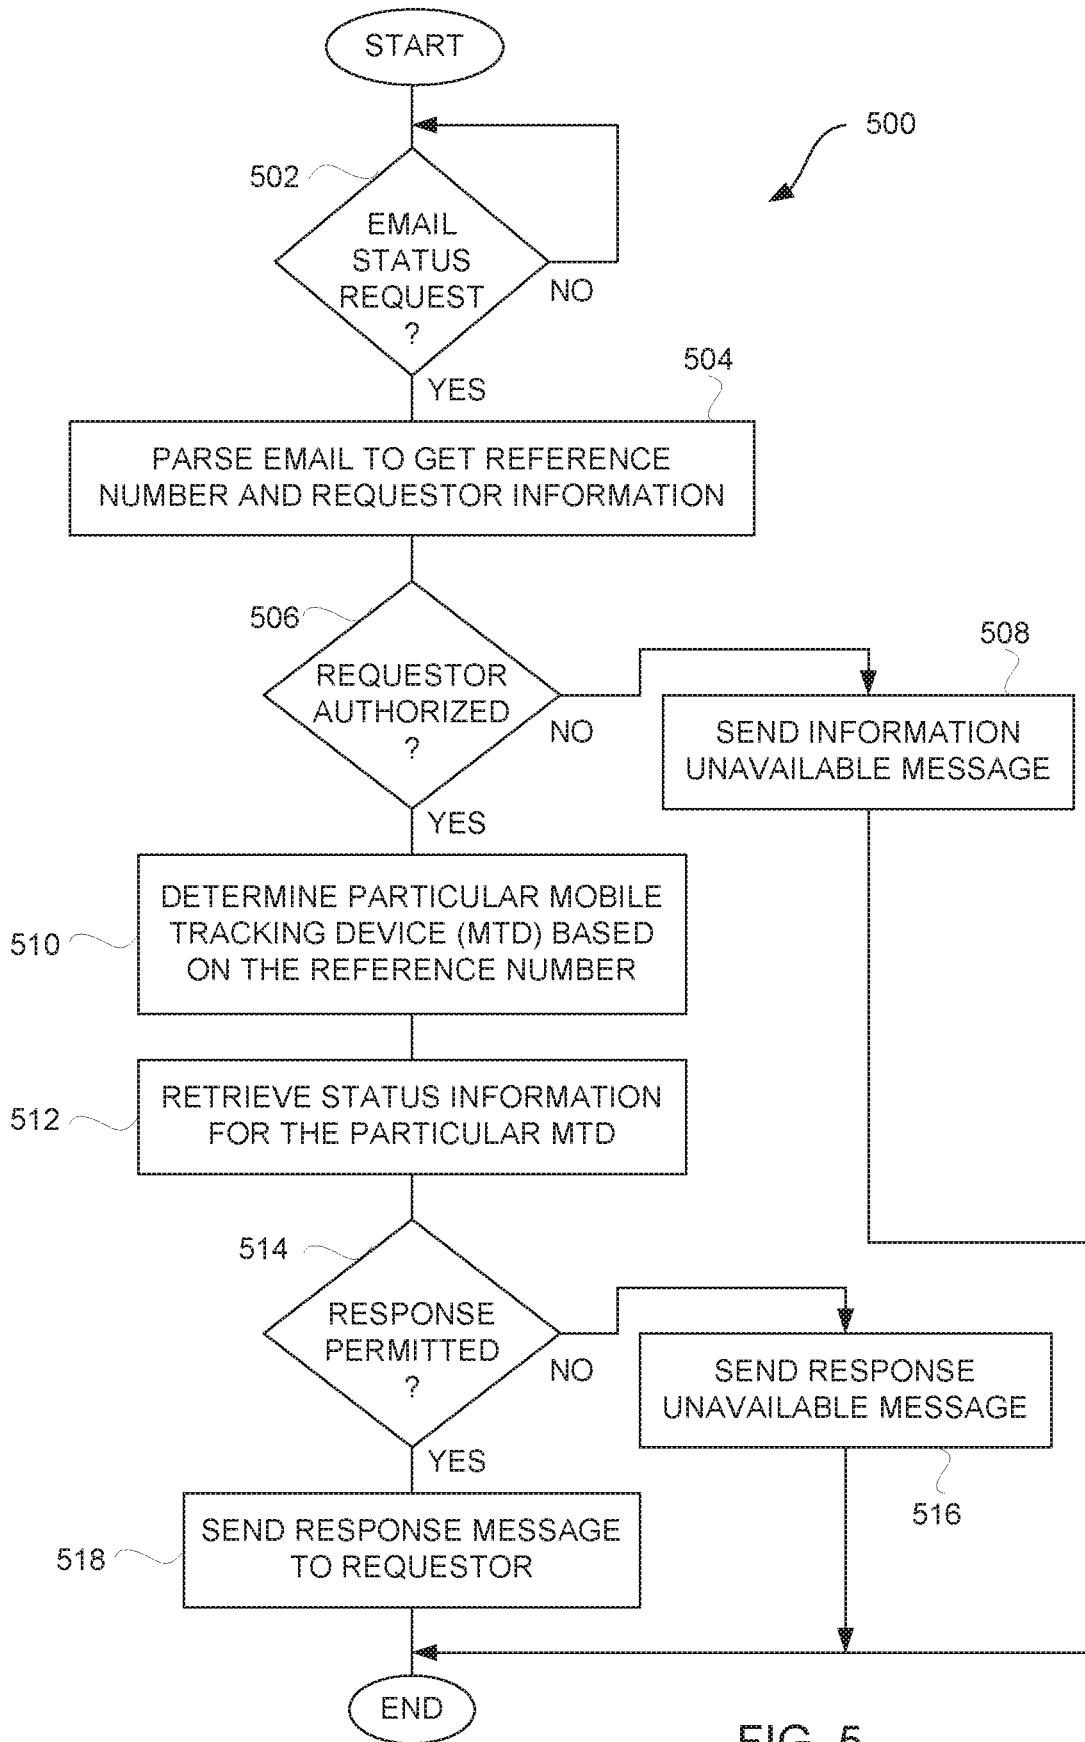 START
500
502
EMAIL
STATUS
REQUEST
?
NO
YES
504
PARSE EMAIL TO GET REFERENCE
NUMBER AND REQUESTOR INFORMATION
506
REQUESTOR
AUTHORIZED
?
NO
508
SEND INFORMATION
UNAVAILABLE MESSAGE
YES
510
DETERMINE PARTICULAR MOBILE
TRACKING DEVICE (MTD) BASED
ON THE REFERENCE NUMBER
512
RETRIEVE STATUS INFORMATION
FOR THE PARTICULAR MTD
514
RESPONSE
PERMITTED
?
NO
SEND RESPONSE
UNAVAILABLE MESSAGE
516
YES
518
SEND RESPONSE MESSAGE
TO REQUESTOR
END
FIG. 5